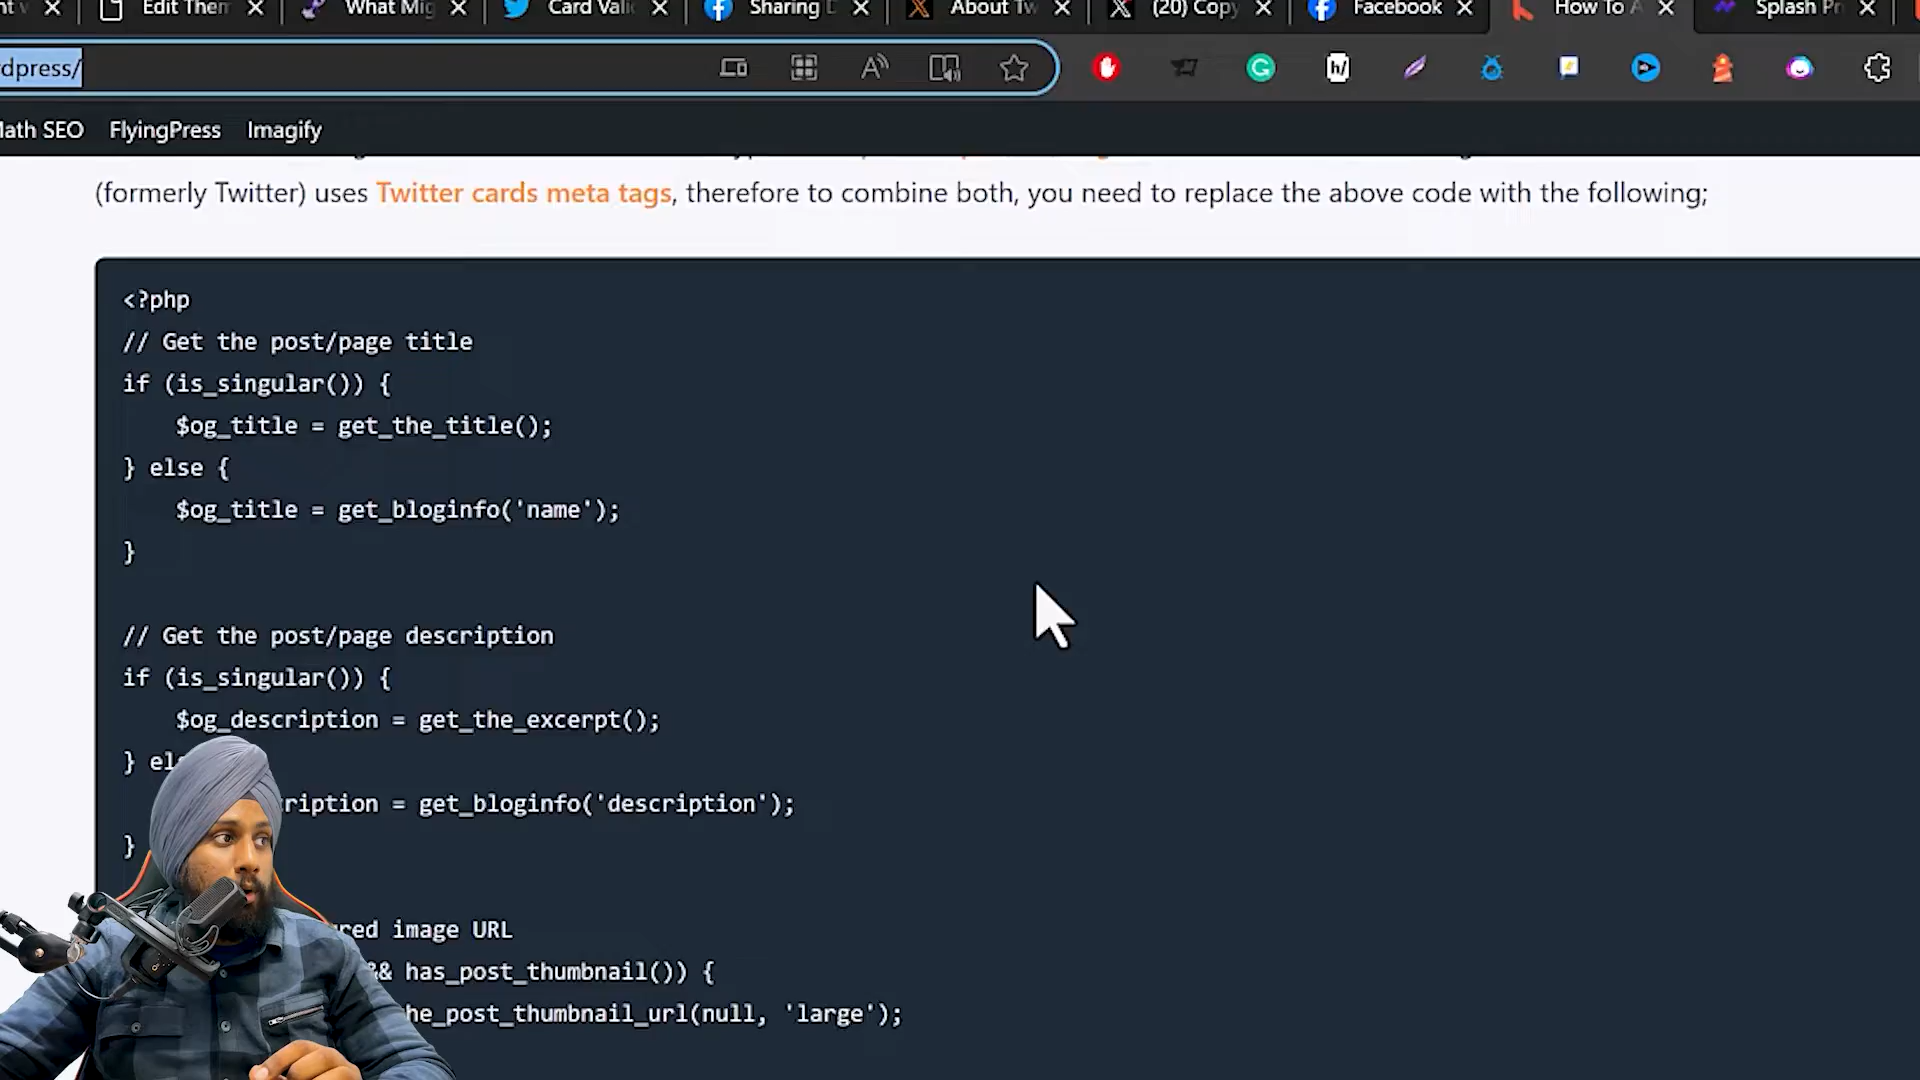 Edit Them
What Mig
Card Vali
Sharing D
About Tw
(20) Copy
Facebook
How To A
Splash Pr
dpress/
Math SEO FlyingPress Imagify
(formerly Twitter) uses Twitter cards meta tags, therefore to combine both, you need to replace the above code with the following;
<?php
// Get the post/page title
if (is_singular()) {
$og_title = get_the_title();
} else {
$og_title = get_bloginfo('name');
}
// Get the post/page description
if (is_singular()) {
$og_description = get_the_excerpt();
} els
cription = get_bloginfo('description');
}
red image URL
&& has_post_thumbnail()) {
he_post_thumbnail_url(null, 'large');